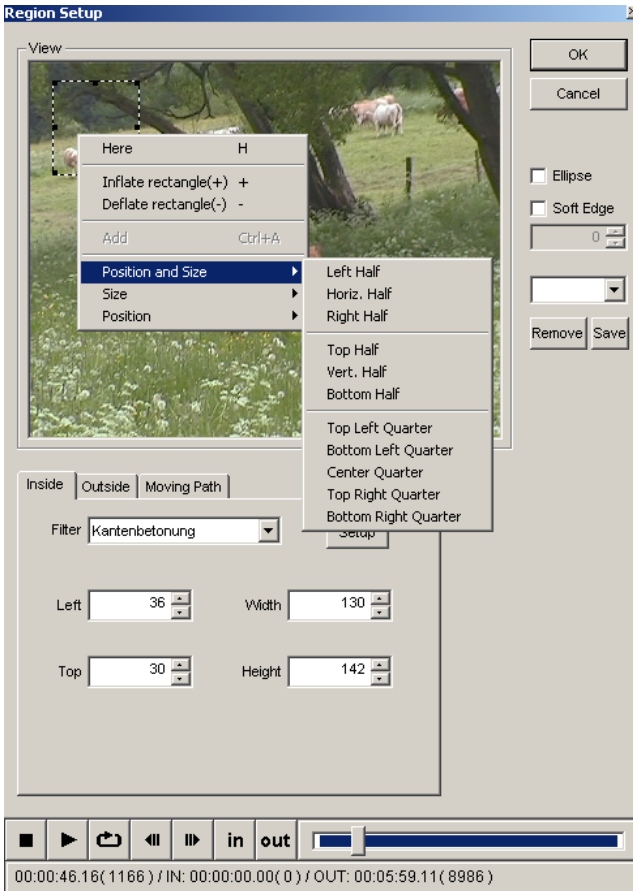 Region Setup
View
OK
Cancel
Here H
Inflate rectangle(+) +
Deflate rectangle(-) -
Add Ctrl+A
Position and Size
Size
Position
Left Half
Horiz. Half
Right Half
Top Half
Vert. Half
Bottom Half
Top Left Quarter
Bottom Left Quarter
Center Quarter
Top Right Quarter
Bottom Right Quarter
Ellipse
Soft Edge
0
Remove Save
Inside Outside Moving Path
Filter Kantenbetonung Setup
Left 36 Width 130
Top 30 Height 142
in out
00:00:46.16( 1166 ) / IN: 00:00:00.00( 0 ) / OUT: 00:05:59.11( 8986 )